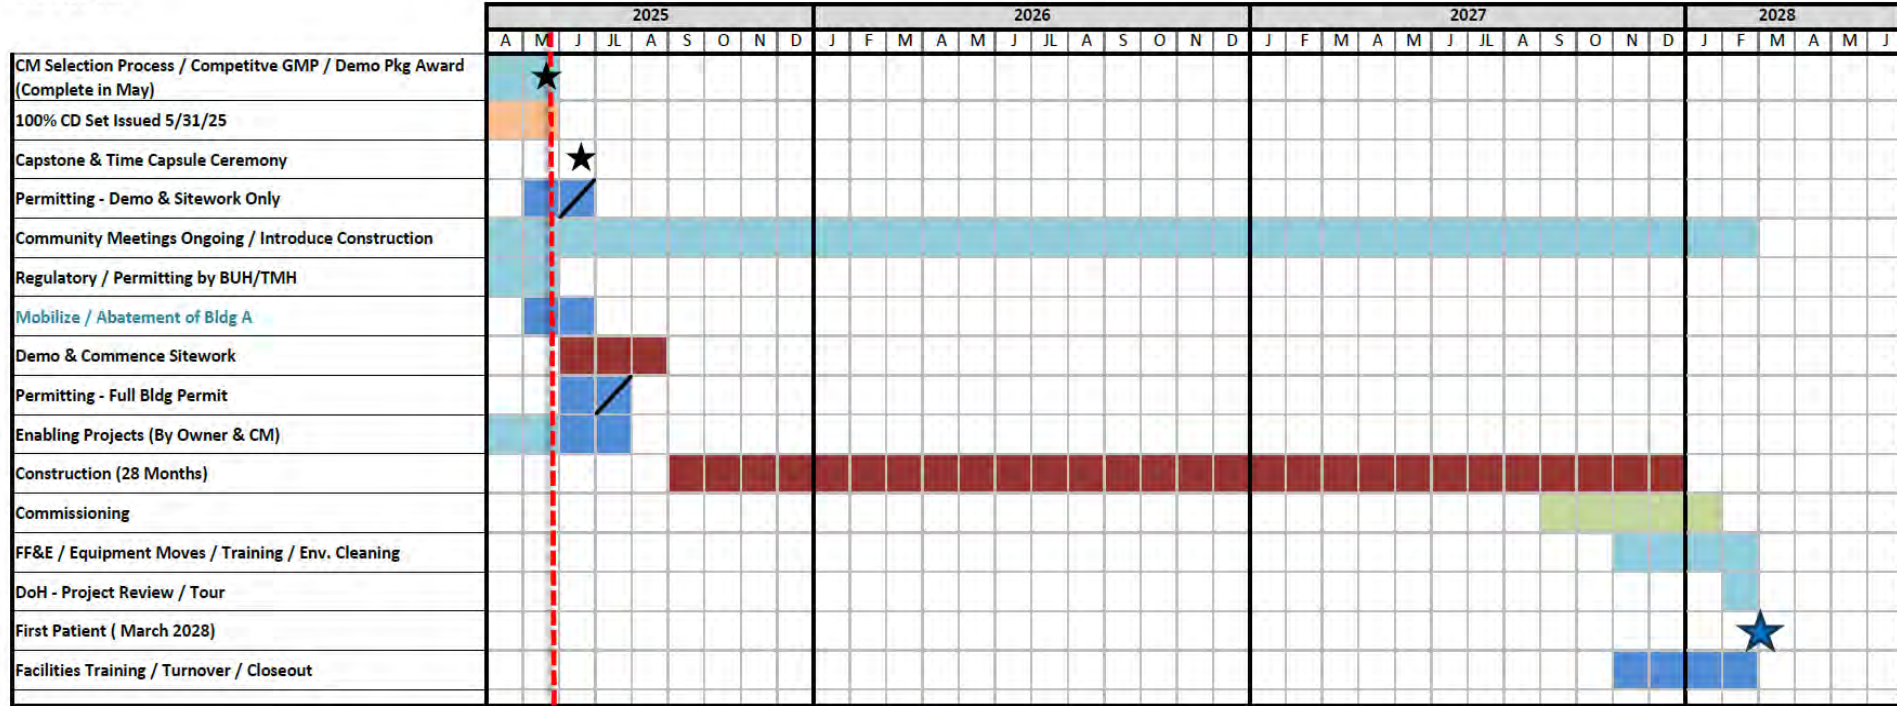 2025 2026 2027 2028
A M J JL A S O N D J F M A M J JL A S O N D J F M A M J JL A S O N D J F M A M J
CM Selection Process / Competitve GMP / Demo Pkg Award
(Complete in May)
100% CD Set Issued 5/31/25
Capstone & Time Capsule Ceremony
Permitting - Demo & Sitework Only
Community Meetings Ongoing / Introduce Construction
Regulatory / Permitting by BUH/TMH
Mobilize / Abatement of Bldg A
Demo & Commence Sitework
Permitting - Full Bldg Permit
Enabling Projects (By Owner & CM)
Construction (28 Months)
Commissioning
FF&E / Equipment Moves / Training / Env. Cleaning
DoH - Project Review / Tour
First Patient ( March 2028)
Facilities Training / Turnover / Closeout